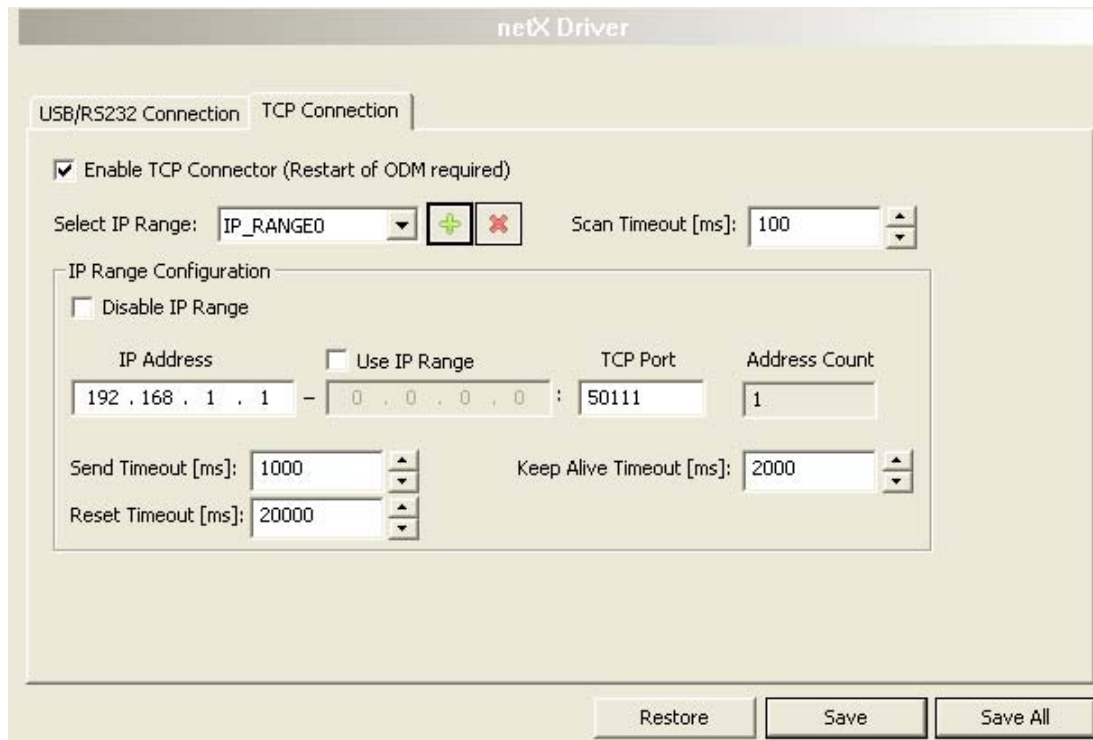 netX Driver
USB/RS232 Connection TCP Connection
Enable TCP Connector (Restart of ODM required)
Select IP Range: IP_RANGE0 Scan Timeout [ms]: 100
IP Range Configuration
Disable IP Range
IP Address Use IP Range TCP Port Address Count
192 . 168 . 1 . 1 – 0 . 0 . 0 . 0 : 50111 1
Send Timeout [ms]: 1000 Keep Alive Timeout [ms]: 2000
Reset Timeout [ms]: 20000
Restore Save Save All